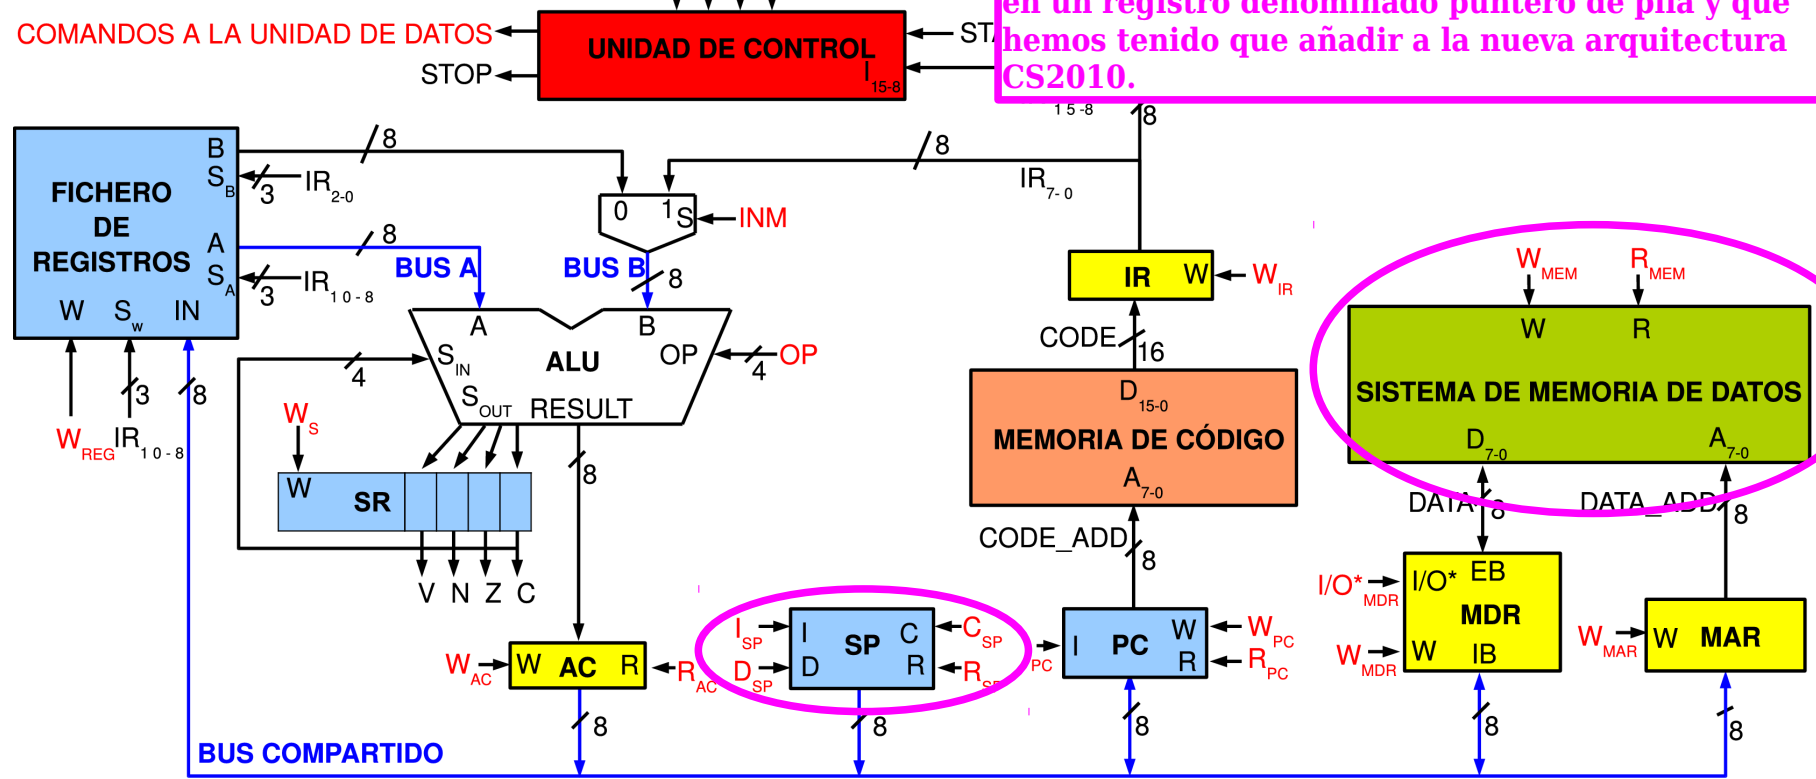 en un registro denominado puntero de pila y que
hemos tenido que añadir a la nueva arquitectura
CS2010.
COMANDOS A LA UNIDAD DE DATOS
UNIDAD DE CONTROL
STOP
I15-8
15-8
8
FICHERO
DE
REGISTROS
B
SB
A
SA
W
Sw
IN
8
3
IR2-0
8
BUS A
3
IR10-8
WREG
3
IR10-8
8
0
1
S
INM
BUS B
8
8
IR7-0
IR
W
WIR
CODE
16
A
B
SIN
ALU
OP
4
OP
SOUT
RESULT
4
WS
W
SR
V
N
Z
C
8
D15-0
MEMORIA DE CÓDIGO
A7-0
CODE_ADD
8
WMEM
RMEM
W
R
SISTEMA DE MEMORIA DE DATOS
D7-0
A7-0
DATA
8
DATA_ADD
8
WAC
W
AC
R
RAC
8
ISP
I
DSP
D
SP
C
CSP
R
RSP
8
PC
I
PC
W
WPC
R
RPC
8
I/O*MDR
I/O*
EB
MDR
WMDR
W
IB
8
WMAR
W
MAR
8
BUS COMPARTIDO